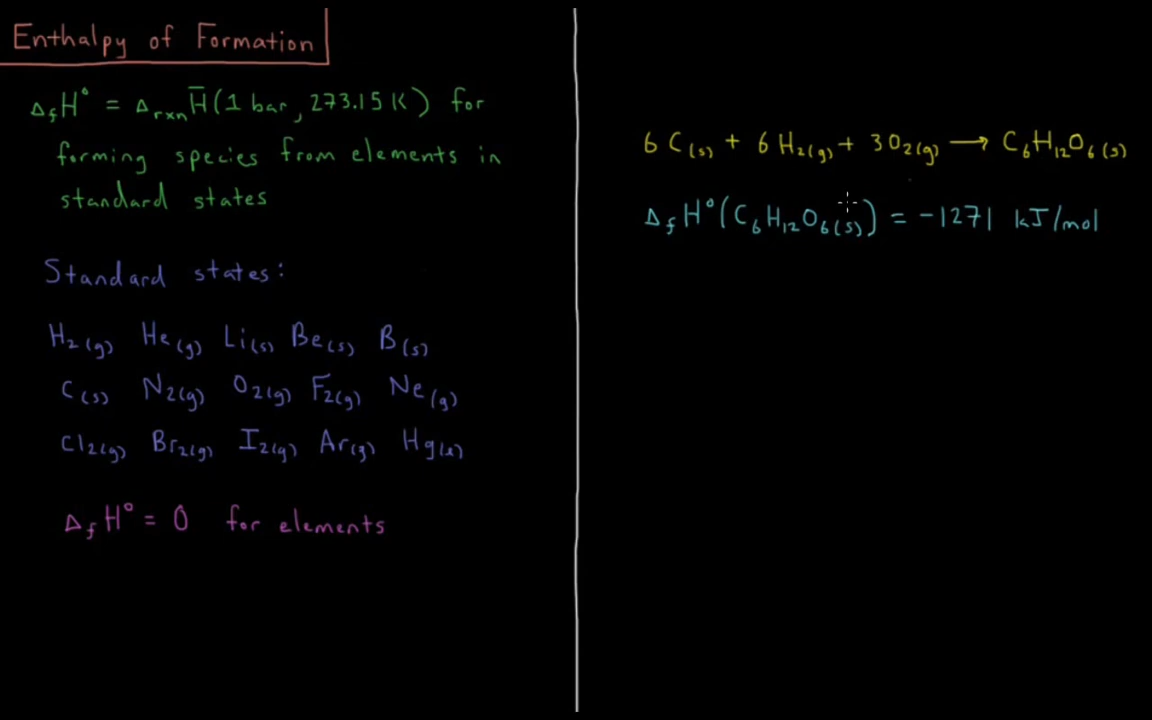 Enthalpy of Formation
ΔfH° = Δrxn H̄(1 bar, 273.15 K) for
forming species from elements in
standard states
Standard states:
H₂(g) He(g) Li(s) Be(s) B(s)
C(s) N₂(g) O₂(g) F₂(g) Ne(g)
Cl₂(g) Br₂(g) I₂(g) Ar(g) Hg(ℓ)
ΔfH° = 0 for elements
6 C(s) + 6 H₂(g) + 3 O₂(g) → C₆H₁₂O₆(s)
ΔfH°(C₆H₁₂O₆(s)) = -1271 kJ/mol